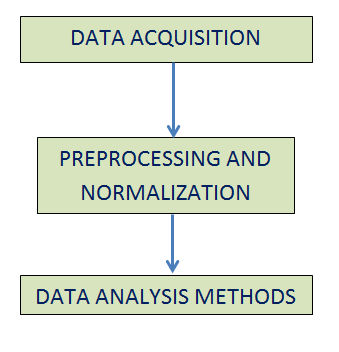 DATA ACQUISITION
PREPROCESSING AND
NORMALIZATION
DATA ANALYSIS METHODS